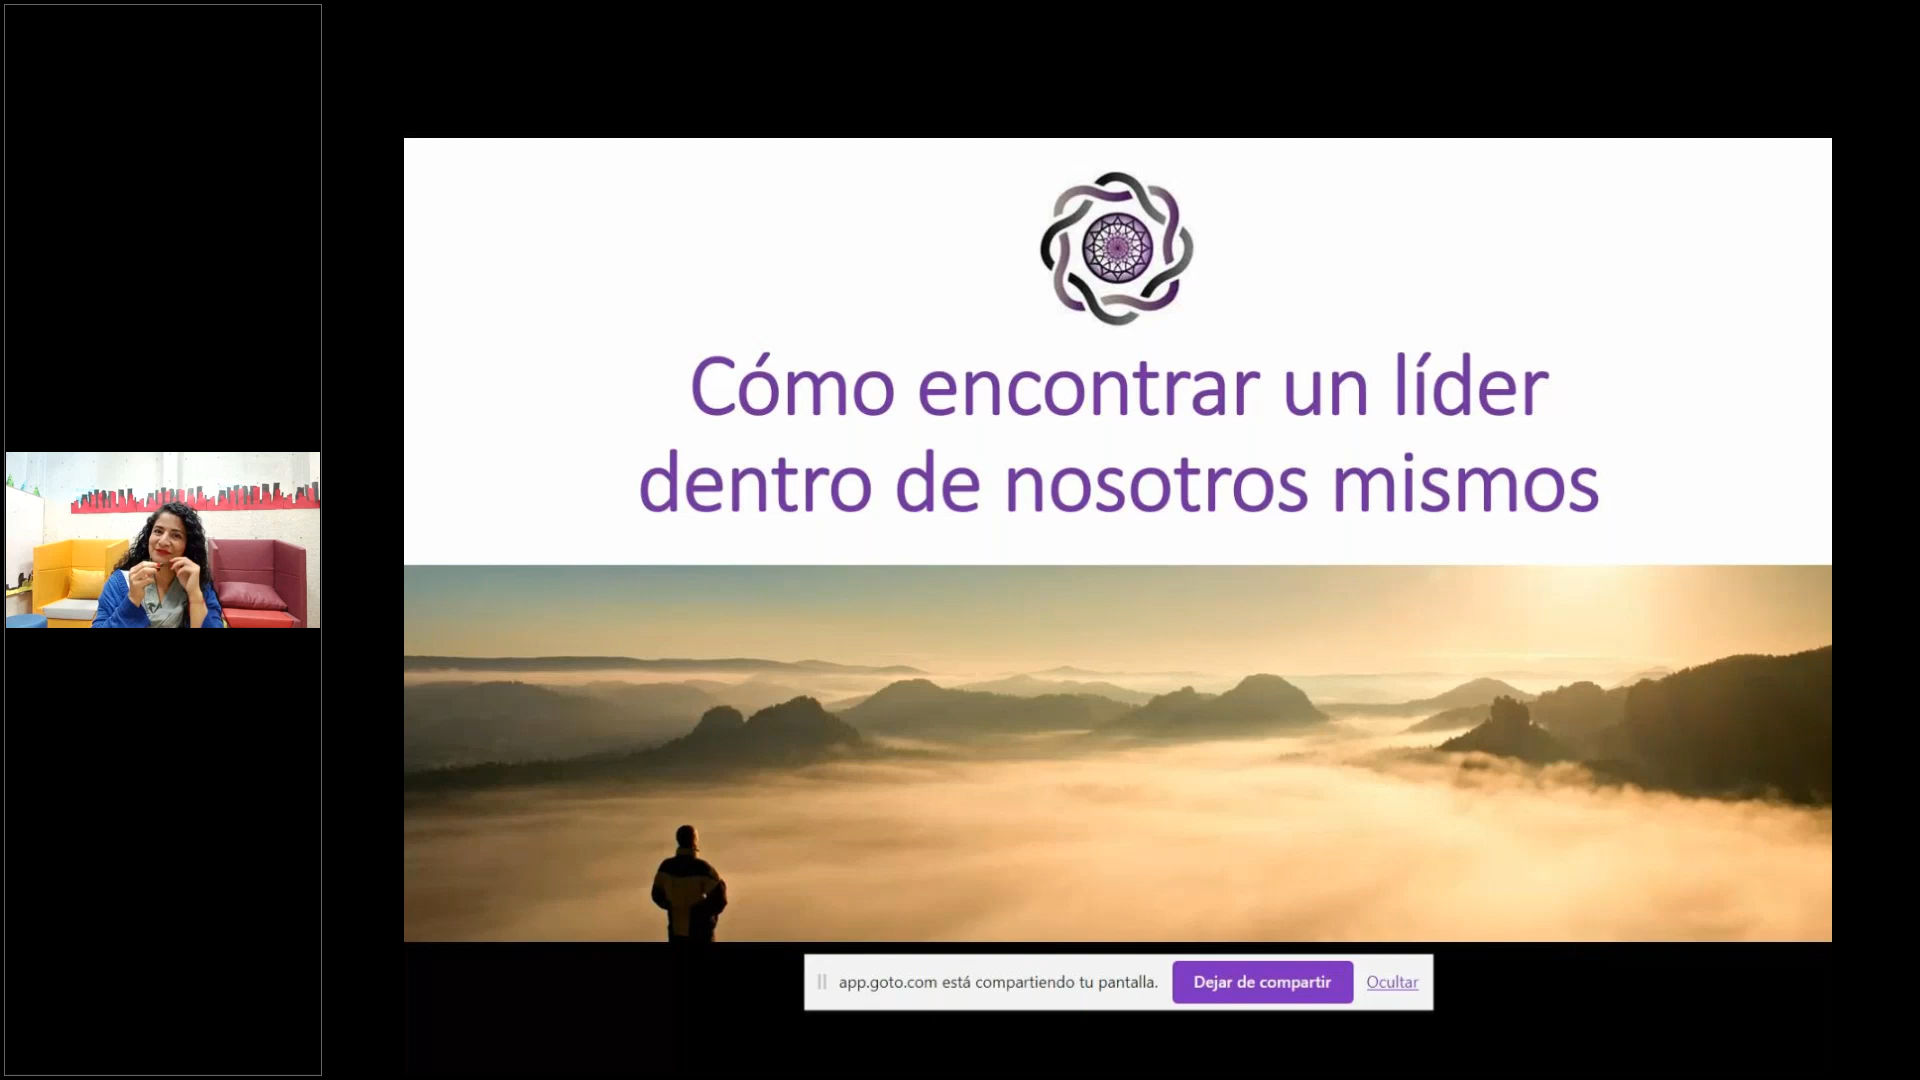 Cómo encontrar un líder
dentro de nosotros mismos
app.goto.com está compartiendo tu pantalla. Dejar de compartir Ocultar